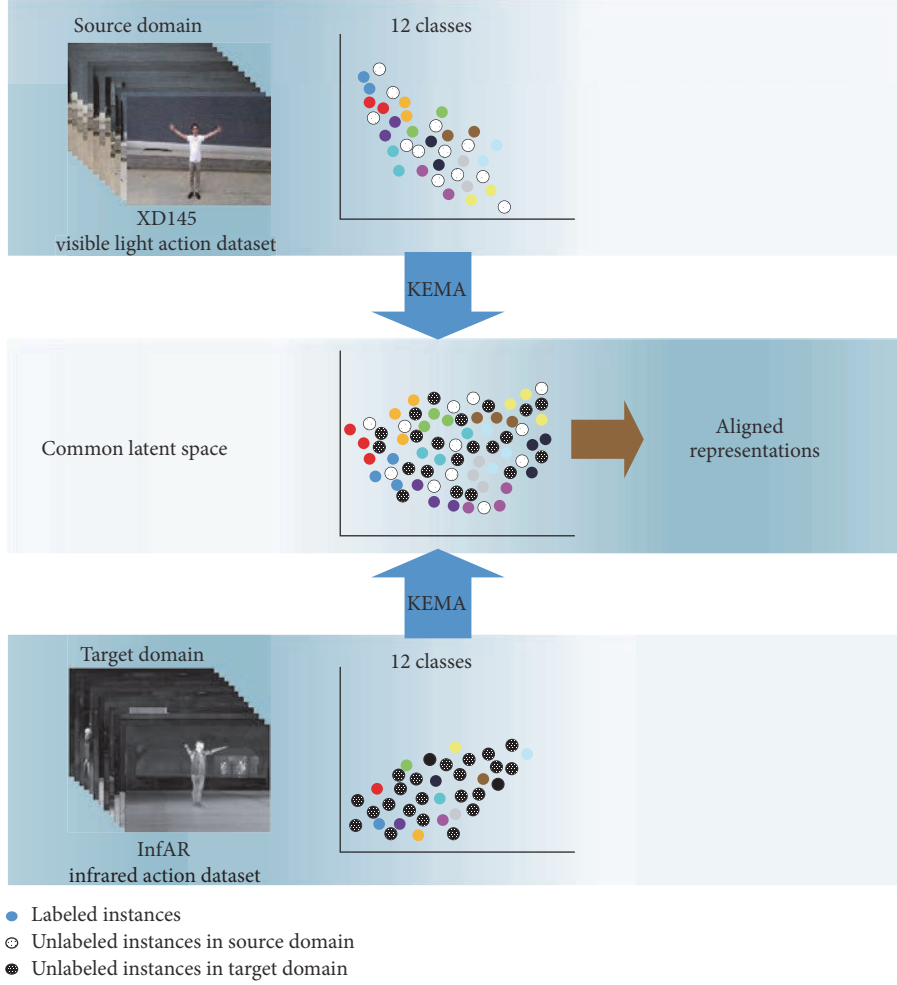 Source domain
12 classes
XD145
visible light action dataset
KEMA
Common latent space
Aligned
representations
KEMA
Target domain
12 classes
InfAR
infrared action dataset
Labeled instances
Unlabeled instances in source domain
Unlabeled instances in target domain